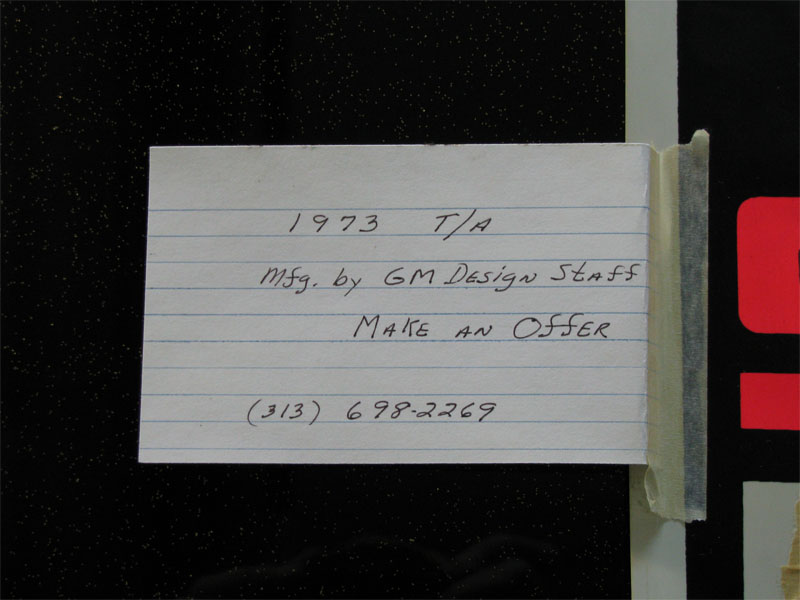 1973 T/A
Mfg. by GM Design Staff
Make an Offer
(313) 698-2269